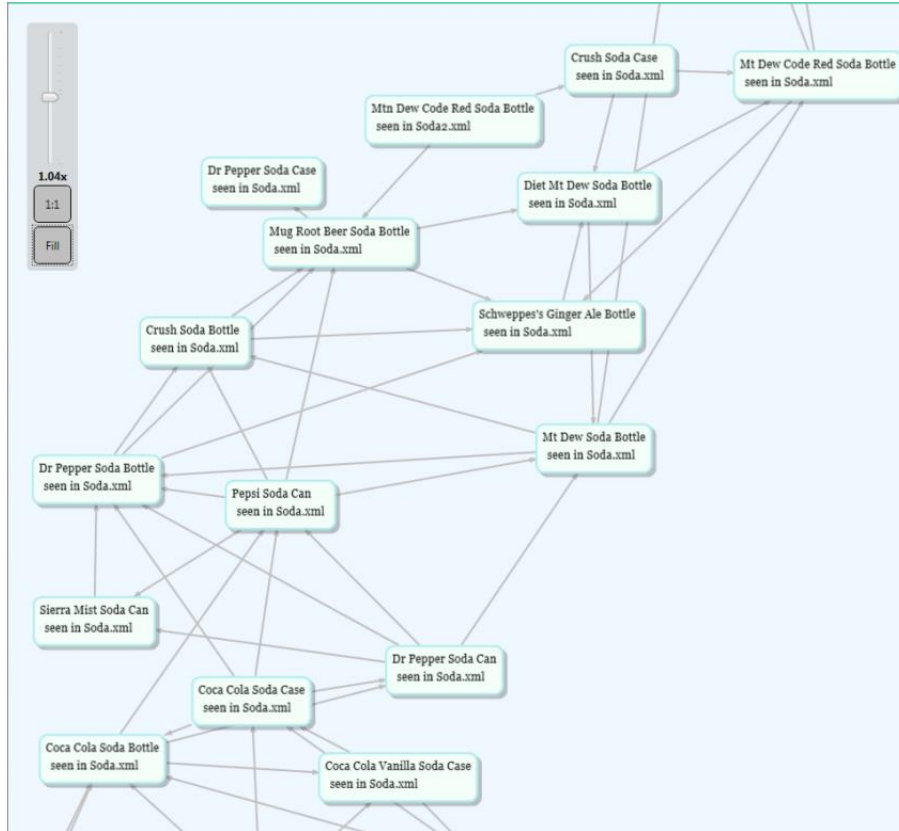 1.04x
1:1
Fill
Crush Soda Case
seen in Soda.xml
Mt Dew Code Red Soda Bottle
seen in Soda.xml
Mtn Dew Code Red Soda Bottle
seen in Soda2.xml
Dr Pepper Soda Case
seen in Soda.xml
Diet Mt Dew Soda Bottle
seen in Soda.xml
Mug Root Beer Soda Bottle
seen in Soda.xml
Schweppes's Ginger Ale Bottle
seen in Soda.xml
Crush Soda Bottle
seen in Soda.xml
Mt Dew Soda Bottle
seen in Soda.xml
Dr Pepper Soda Bottle
seen in Soda.xml
Pepsi Soda Can
seen in Soda.xml
Sierra Mist Soda Can
seen in Soda.xml
Dr Pepper Soda Can
seen in Soda.xml
Coca Cola Soda Case
seen in Soda.xml
Coca Cola Soda Bottle
seen in Soda.xml
Coca Cola Vanilla Soda Case
seen in Soda.xml